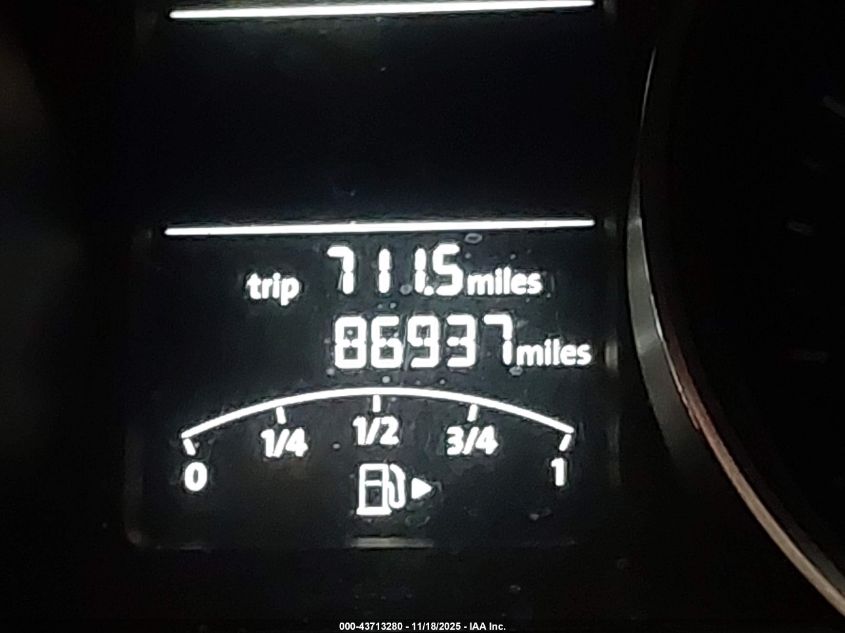 trip 711.5 miles
86937 miles
0 1/4 1/2 3/4 1
000-43713280 - 11/18/2025 - IAA Inc.